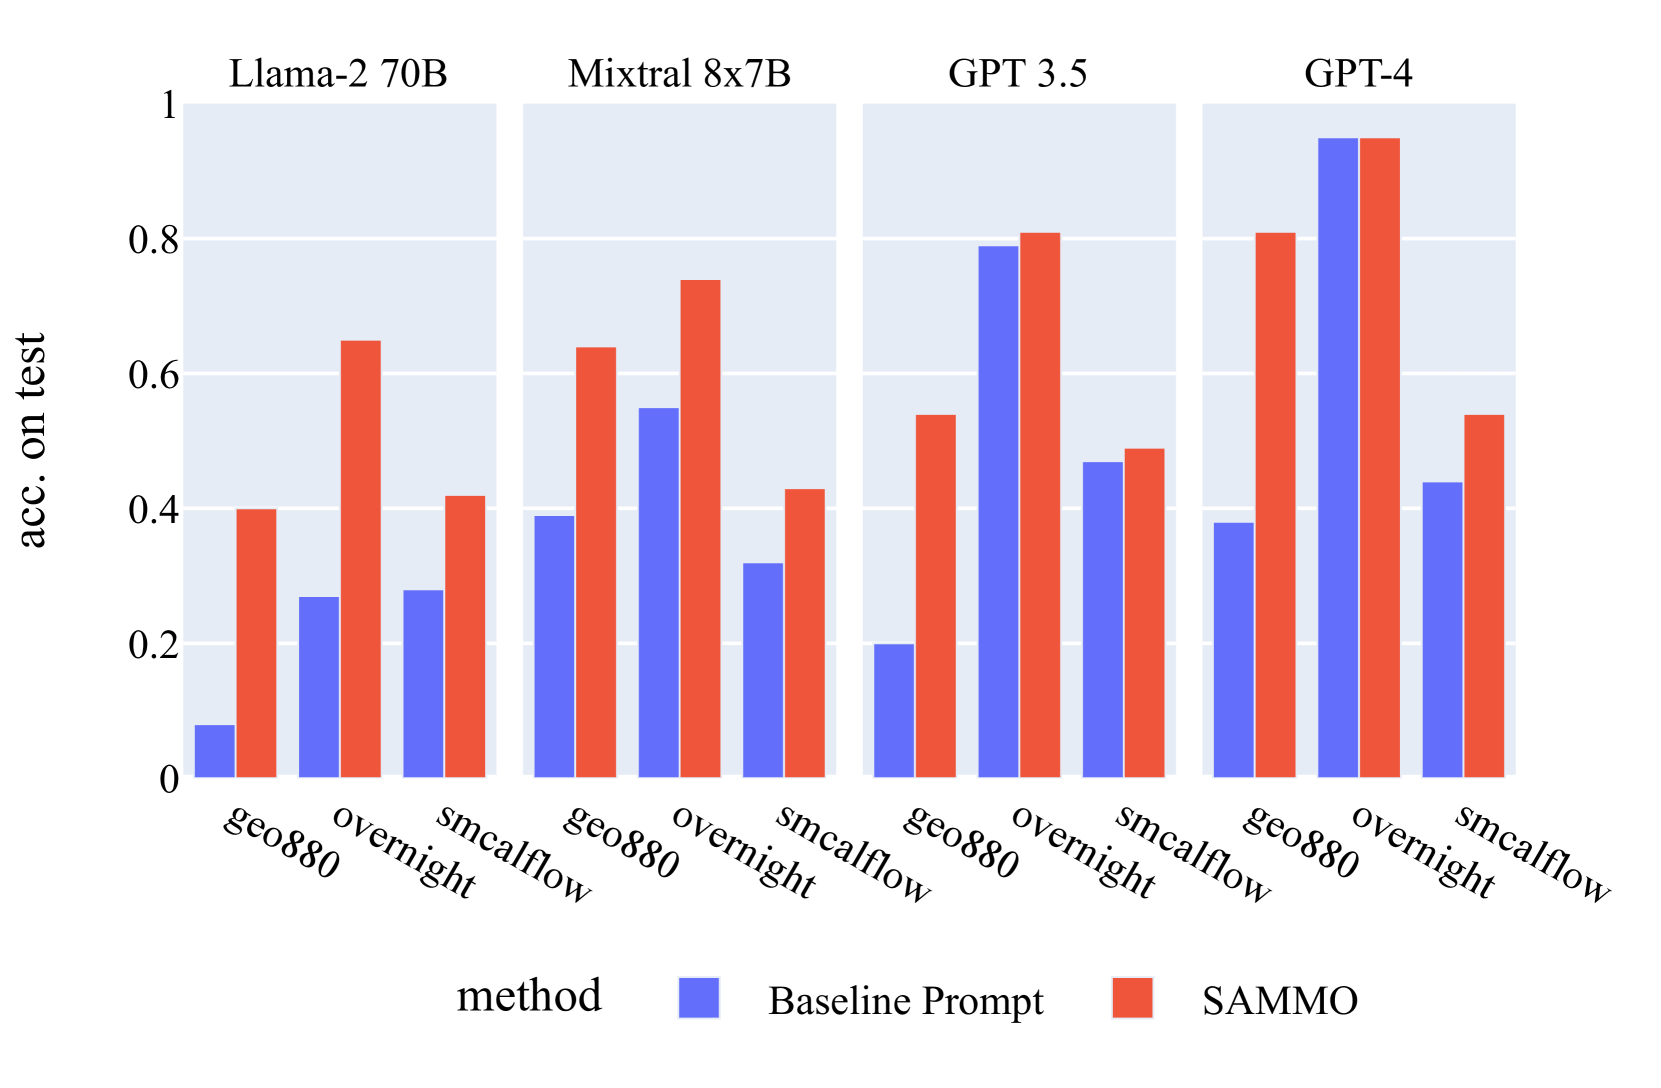 Llama-2 70B
Mixtral 8x7B
GPT 3.5
GPT-4
1
0.8
0.6
0.4
0.2
0
acc. on test
geo880
overnight
smcalflow
geo880
overnight
smcalflow
geo880
overnight
smcalflow
geo880
overnight
smcalflow
method
Baseline Prompt
SAMMO